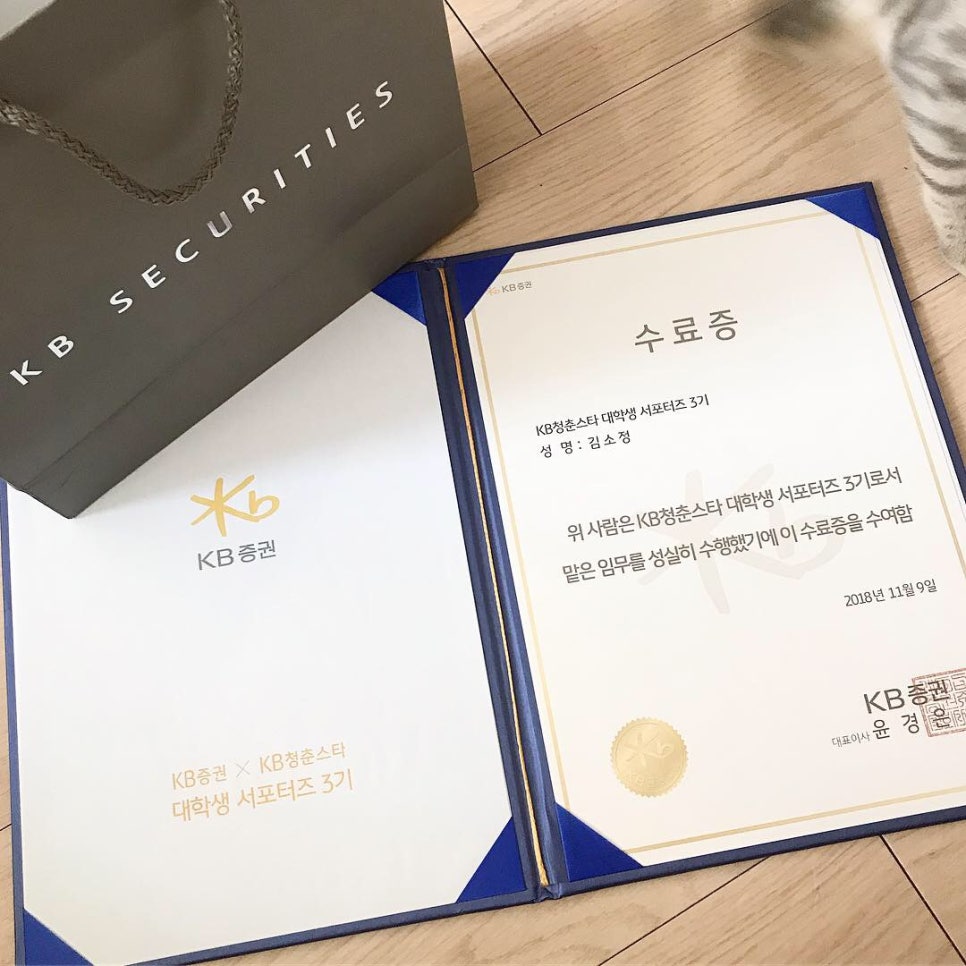 KB SECURITIES
Kb
KB증권
KB증권 × KB청춘스타
대학생 서포터즈 3기
KB증권
수료증
KB청춘스타 대학생 서포터즈 3기
성 명 : 김소정
위 사람은 KB청춘스타 대학생 서포터즈 3기로서
맡은 임무를 성실히 수행했기에 이 수료증을 수여함
2018년 11월 9일
KB증권
대표이사 윤경은
Kb